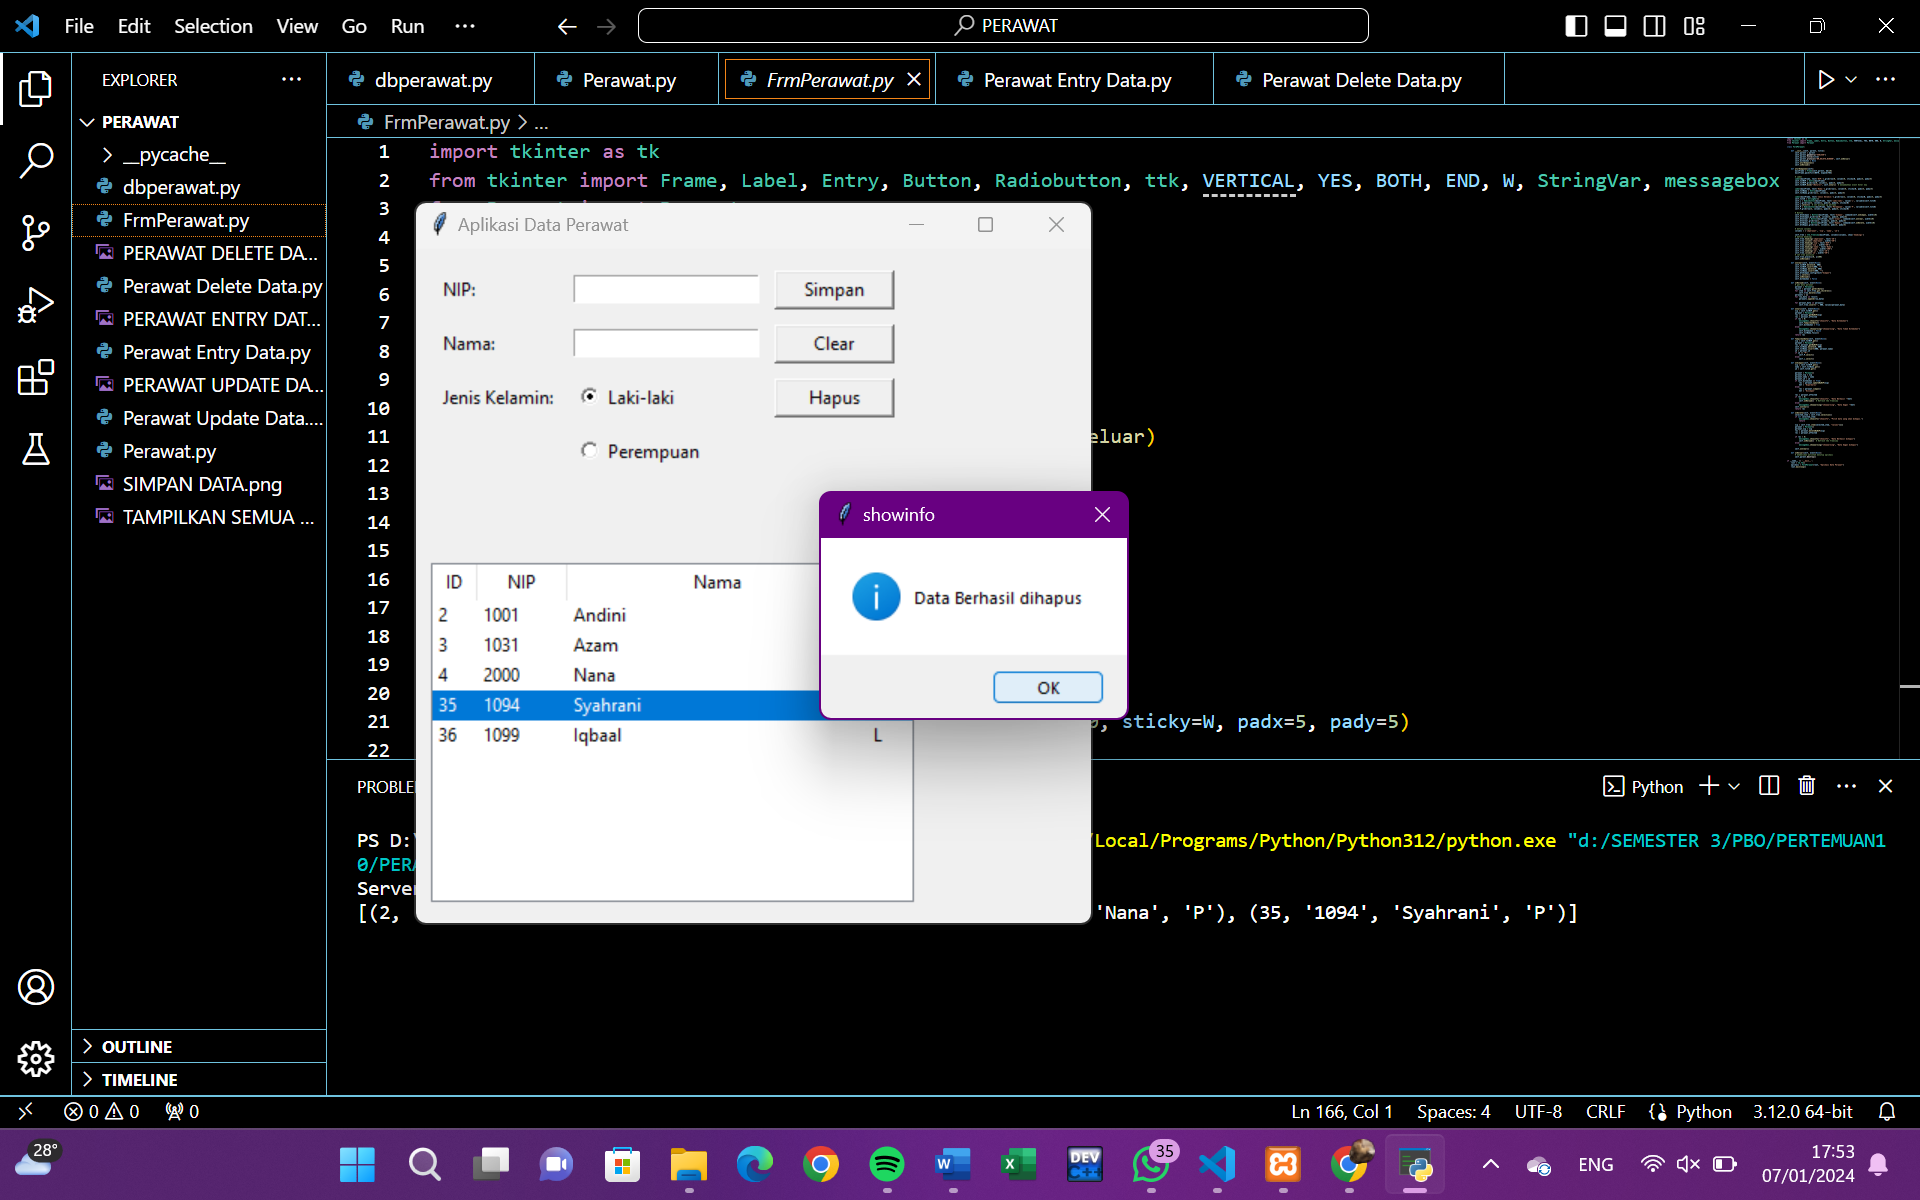 File Edit Selection View Go Run ···
PERAWAT
EXPLORER ···
PERAWAT
__pycache__
dbperawat.py
FrmPerawat.py
PERAWAT DELETE DA...
Perawat Delete Data.py
PERAWAT ENTRY DAT...
Perawat Entry Data.py
PERAWAT UPDATE DA...
Perawat Update Data....
Perawat.py
SIMPAN DATA.png
TAMPILKAN SEMUA ...
OUTLINE
TIMELINE
dbperawat.py Perawat.py FrmPerawat.py Perawat Entry Data.py Perawat Delete Data.py
FrmPerawat.py > ...
1 import tkinter as tk
2 from tkinter import Frame, Label, Entry, Button, Radiobutton, ttk, VERTICAL, YES, BOTH, END, W, StringVar, messagebox
3
4
5
6
7
8
9
10
11 eluar)
12
13
14
15
16
17
18
19
20
21 , sticky=W, padx=5, pady=5)
22
Aplikasi Data Perawat
NIP: Simpan
Nama: Clear
Jenis Kelamin: Laki-laki Hapus
Perempuan
ID NIP Nama
2 1001 Andini
3 1031 Azam
4 2000 Nana
35 1094 Syahrani
36 1099 Iqbaal L
showinfo
Data Berhasil dihapus
OK
PROBLE
Python
PS D: /Local/Programs/Python/Python312/python.exe "d:/SEMESTER 3/PBO/PERTEMUAN1
0/PERA
Server
[(2, 'Nana', 'P'), (35, '1094', 'Syahrani', 'P')]
0 0 0
Ln 166, Col 1 Spaces: 4 UTF-8 CRLF Python 3.12.0 64-bit
28°
DEV C++
35
ENG
17:53
07/01/2024